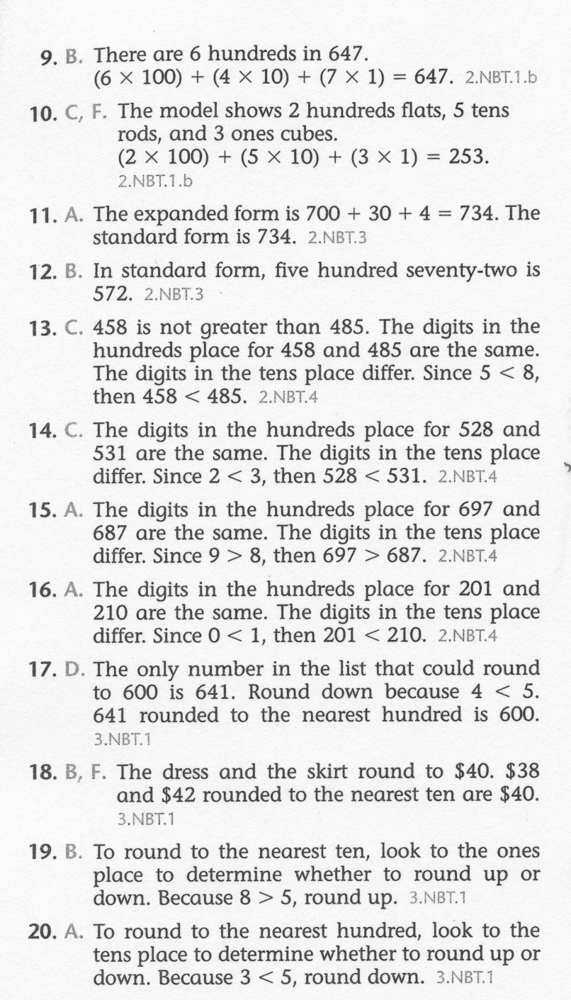 9. B. There are 6 hundreds in 647.
(6 × 100) + (4 × 10) + (7 × 1) = 647. 2.NBT.1.b
10. C, F. The model shows 2 hundreds flats, 5 tens
rods, and 3 ones cubes.
(2 × 100) + (5 × 10) + (3 × 1) = 253.
2.NBT.1.b
11. A. The expanded form is 700 + 30 + 4 = 734. The
standard form is 734. 2.NBT.3
12. B. In standard form, five hundred seventy-two is
572. 2.NBT.3
13. C. 458 is not greater than 485. The digits in the
hundreds place for 458 and 485 are the same.
The digits in the tens place differ. Since 5 < 8,
then 458 < 485. 2.NBT.4
14. C. The digits in the hundreds place for 528 and
531 are the same. The digits in the tens place
differ. Since 2 < 3, then 528 < 531. 2.NBT.4
15. A. The digits in the hundreds place for 697 and
687 are the same. The digits in the tens place
differ. Since 9 > 8, then 697 > 687. 2.NBT.4
16. A. The digits in the hundreds place for 201 and
210 are the same. The digits in the tens place
differ. Since 0 < 1, then 201 < 210. 2.NBT.4
17. D. The only number in the list that could round
to 600 is 641. Round down because 4 < 5.
641 rounded to the nearest hundred is 600.
3.NBT.1
18. B, F. The dress and the skirt round to $40. $38
and $42 rounded to the nearest ten are $40.
3.NBT.1
19. B. To round to the nearest ten, look to the ones
place to determine whether to round up or
down. Because 8 > 5, round up. 3.NBT.1
20. A. To round to the nearest hundred, look to the
tens place to determine whether to round up or
down. Because 3 < 5, round down. 3.NBT.1